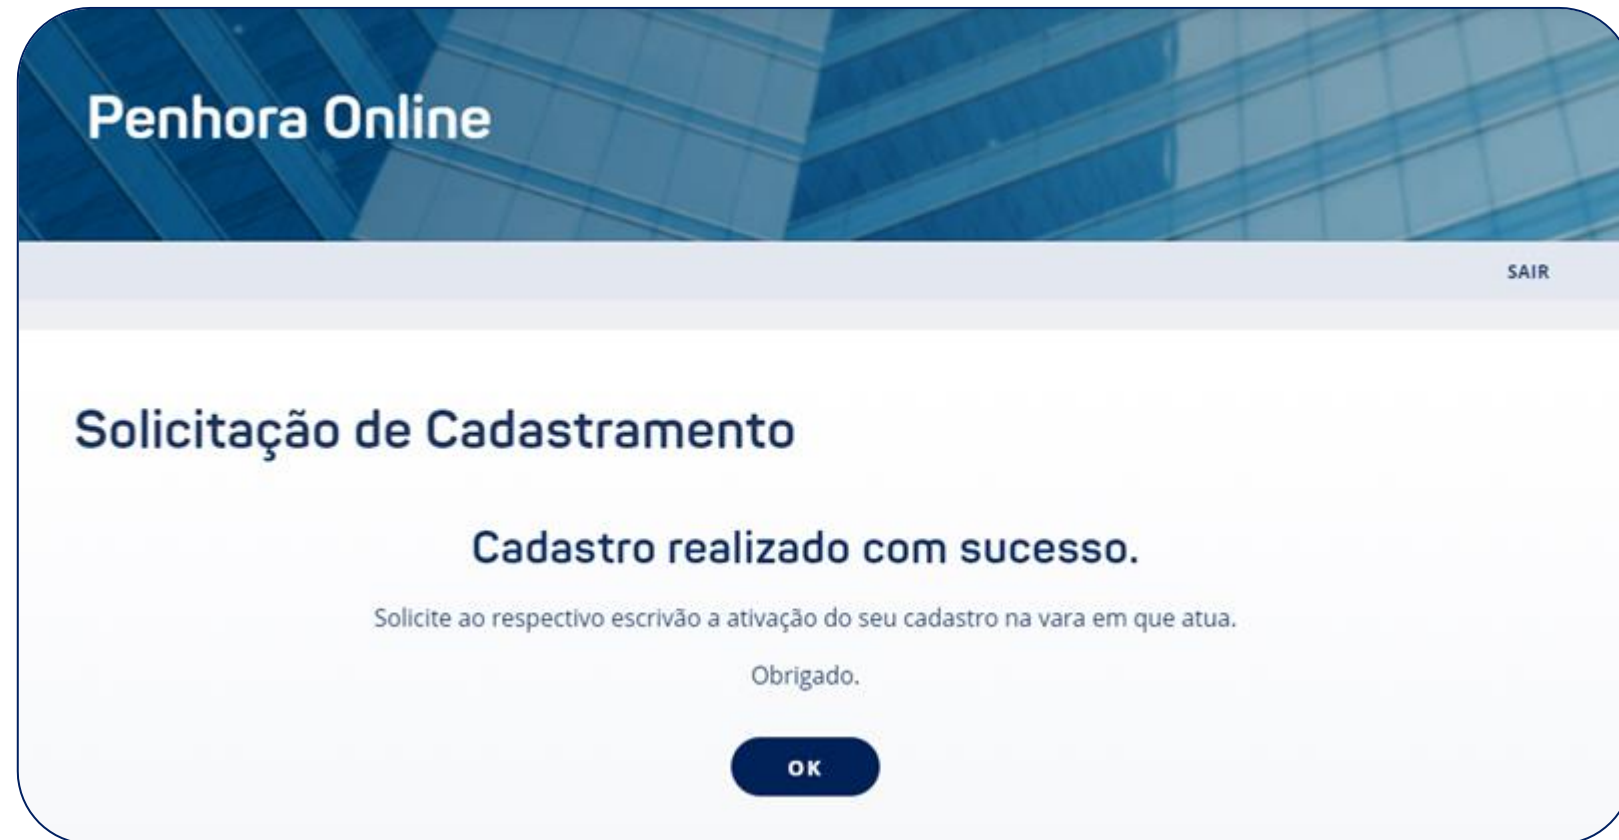 Penhora Online
SAIR
Solicitação de Cadastramento
Cadastro realizado com sucesso.
Solicite ao respectivo escrivão a ativação do seu cadastro na vara em que atua.
Obrigado.
OK